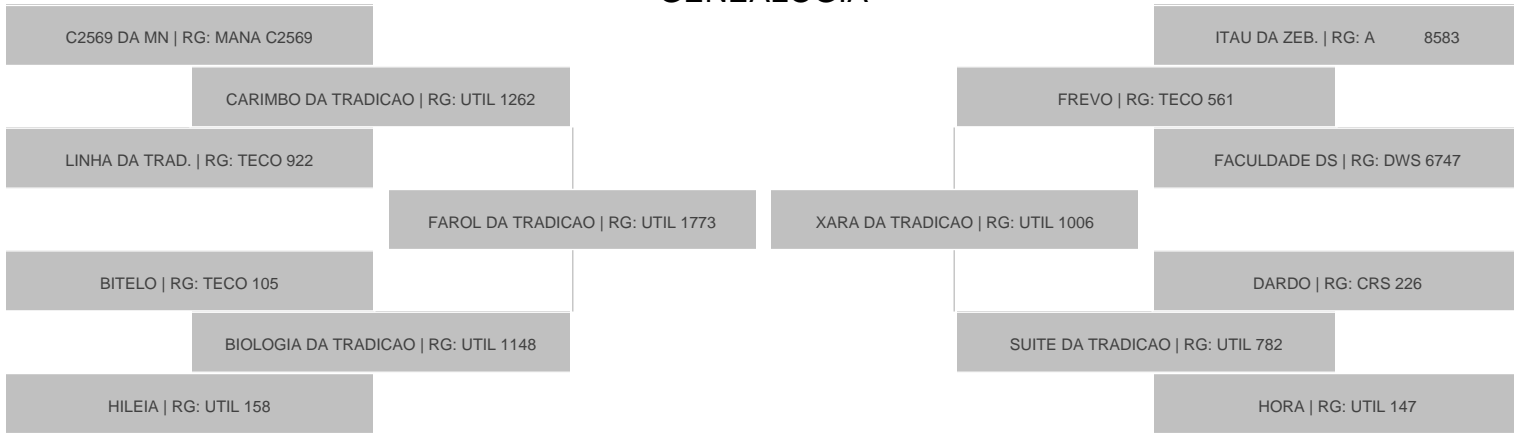 GENEALOGIA
C2569 DA MN | RG: MANA C2569
ITAU DA ZEB. | RG: A 8583
CARIMBO DA TRADICAO | RG: UTIL 1262
FREVO | RG: TECO 561
LINHA DA TRAD. | RG: TECO 922
FACULDADE DS | RG: DWS 6747
FAROL DA TRADICAO | RG: UTIL 1773
XARA DA TRADICAO | RG: UTIL 1006
BITELO | RG: TECO 105
DARDO | RG: CRS 226
BIOLOGIA DA TRADICAO | RG: UTIL 1148
SUITE DA TRADICAO | RG: UTIL 782
HILEIA | RG: UTIL 158
HORA | RG: UTIL 147